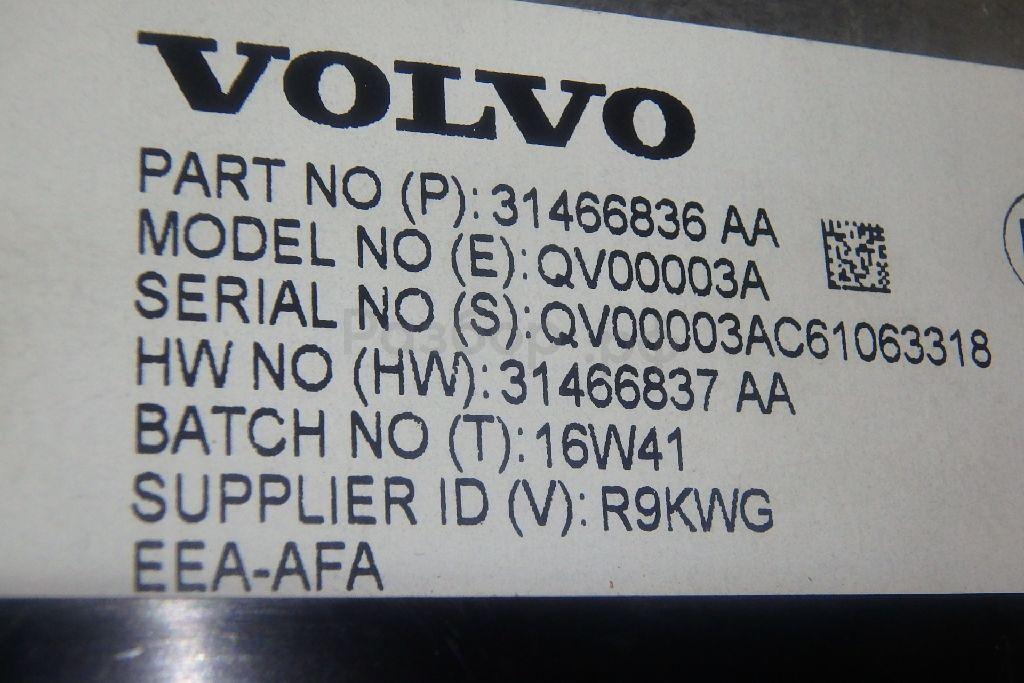 VOLVO
PART NO (P): 31466836 AA
MODEL NO (E): QV00003A
SERIAL NO (S): QV00003AC61063318
HW NO (HW): 31466837 AA
BATCH NO (T): 16W41
SUPPLIER ID (V): R9KWG
EEA-AFA